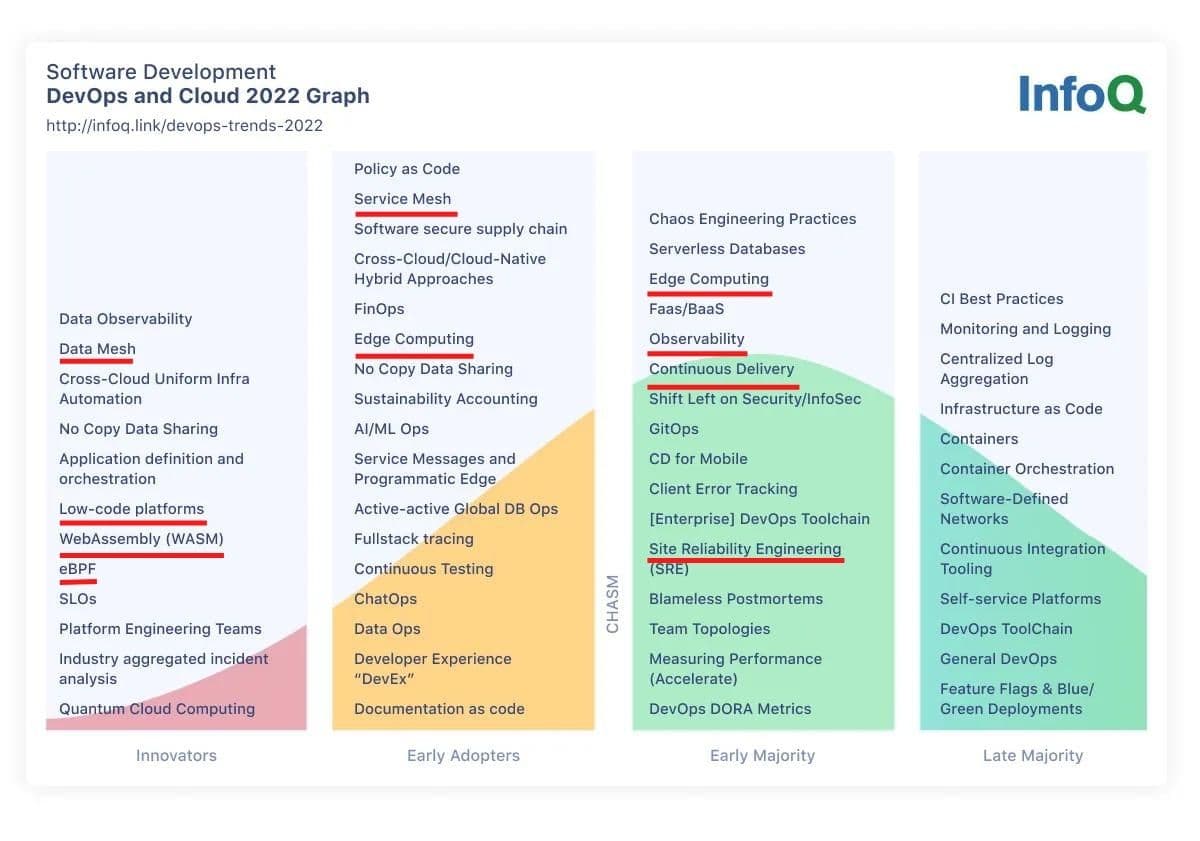 Software Development
DevOps and Cloud 2022 Graph
http://infoq.link/devops-trends-2022
InfoQ
Data Observability
Data Mesh
Cross-Cloud Uniform Infra
Automation
No Copy Data Sharing
Application definition and
orchestration
Low-code platforms
WebAssembly (WASM)
eBPF
SLOs
Platform Engineering Teams
Industry aggregated incident
analysis
Quantum Cloud Computing
Innovators
Policy as Code
Service Mesh
Software secure supply chain
Cross-Cloud/Cloud-Native
Hybrid Approaches
FinOps
Edge Computing
No Copy Data Sharing
Sustainability Accounting
AI/ML Ops
Service Messages and
Programmatic Edge
Active-active Global DB Ops
Fullstack tracing
Continuous Testing
ChatOps
Data Ops
Developer Experience
“DevEx”
Documentation as code
Early Adopters
CHASM
Chaos Engineering Practices
Serverless Databases
Edge Computing
Faas/BaaS
Observability
Continuous Delivery
Shift Left on Security/InfoSec
GitOps
CD for Mobile
Client Error Tracking
[Enterprise] DevOps Toolchain
Site Reliability Engineering
(SRE)
Blameless Postmortems
Team Topologies
Measuring Performance
(Accelerate)
DevOps DORA Metrics
Early Majority
CI Best Practices
Monitoring and Logging
Centralized Log
Aggregation
Infrastructure as Code
Containers
Container Orchestration
Software-Defined
Networks
Continuous Integration
Tooling
Self-service Platforms
DevOps ToolChain
General DevOps
Feature Flags & Blue/
Green Deployments
Late Majority